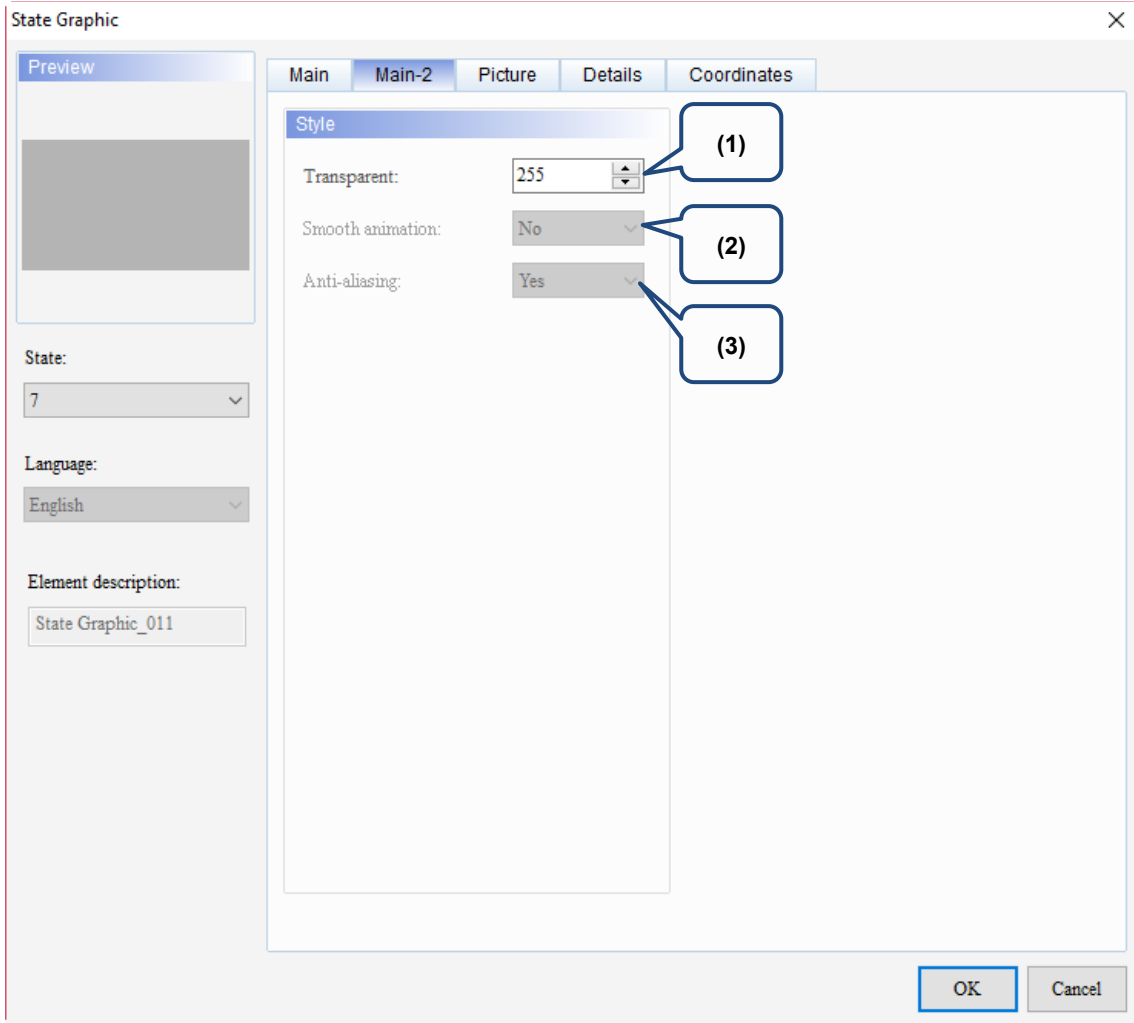 State Graphic
Preview
Main Main-2 Picture Details Coordinates
Style
Transparent: 255
(1)
Smooth animation: No
(2)
Anti-aliasing: Yes
(3)
State:
7
Language:
English
Element description:
State Graphic_011
OK Cancel